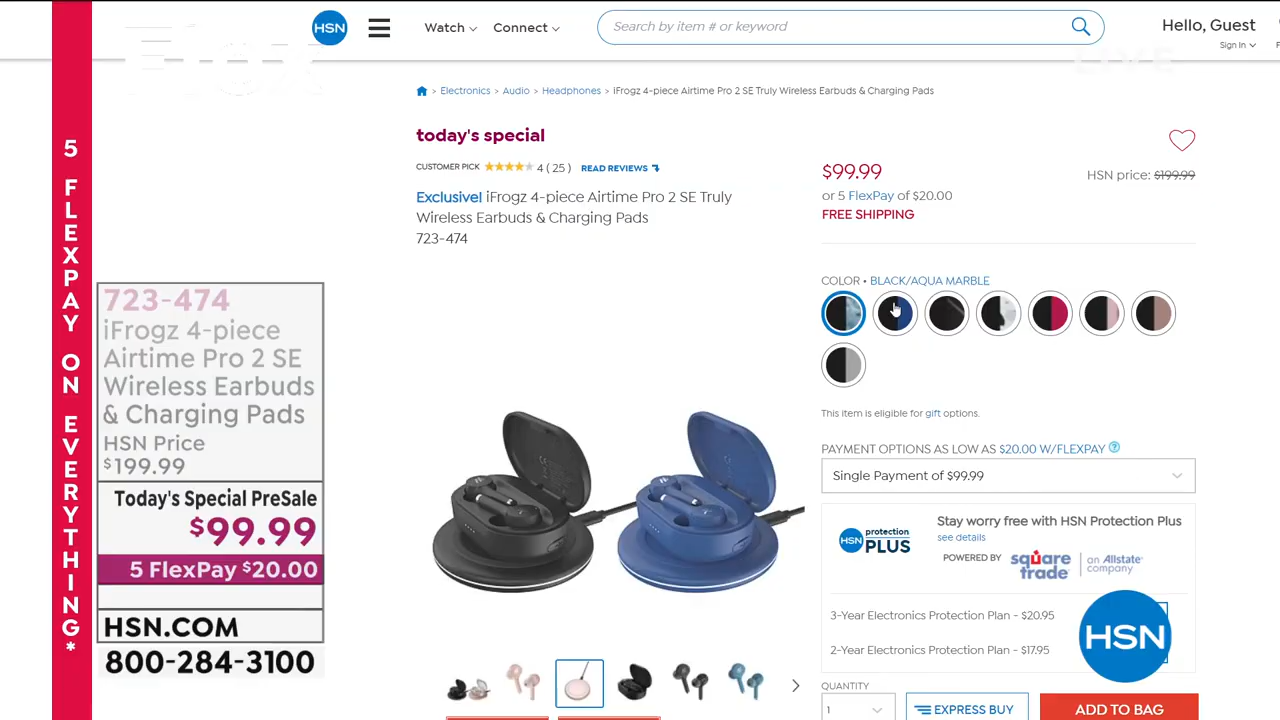 HSN
Watch
Connect
Search by item # or keyword
Hello, Guest
Sign In
Electronics > Audio > Headphones > iFrogz 4-piece Airtime Pro 2 SE Truly Wireless Earbuds & Charging Pads
today's special
CUSTOMER PICK 4 ( 25 ) READ REVIEWS
Exclusive! iFrogz 4-piece Airtime Pro 2 SE Truly
Wireless Earbuds & Charging Pads
723-474
$99.99
HSN price: $199.99
or 5 FlexPay of $20.00
FREE SHIPPING
COLOR • BLACK/AQUA MARBLE
This item is eligible for gift options.
PAYMENT OPTIONS AS LOW AS $20.00 W/FLEXPAY ?
Single Payment of $99.99
HSN protection PLUS
Stay worry free with HSN Protection Plus
see details
POWERED BY square trade | an Allstate company
3-Year Electronics Protection Plan - $20.95
2-Year Electronics Protection Plan - $17.95
HSN
QUANTITY
1
EXPRESS BUY
ADD TO BAG
5 FLEXPAY ON EVERYTHING*
723-474
iFrogz 4-piece
Airtime Pro 2 SE
Wireless Earbuds
& Charging Pads
HSN Price
$199.99
Today's Special PreSale
$99.99
5 FlexPay $20.00
HSN.COM
800-284-3100